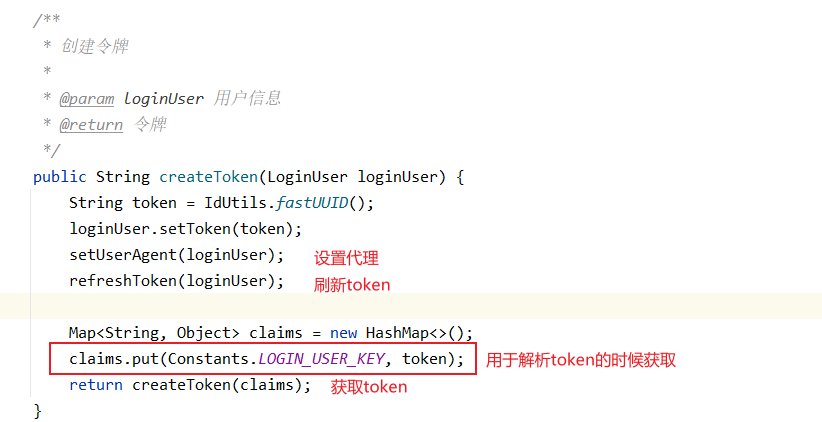 /**
* 创建令牌
*
* @param loginUser 用户信息
* @return 令牌
*/
public String createToken(LoginUser loginUser) {
String token = IdUtils.fastUUID();
loginUser.setToken(token);
setUserAgent(loginUser); 设置代理
refreshToken(loginUser); 刷新token
Map<String, Object> claims = new HashMap<>();
claims.put(Constants.LOGIN_USER_KEY, token); 用于解析token的时候获取
return createToken(claims); 获取token
}